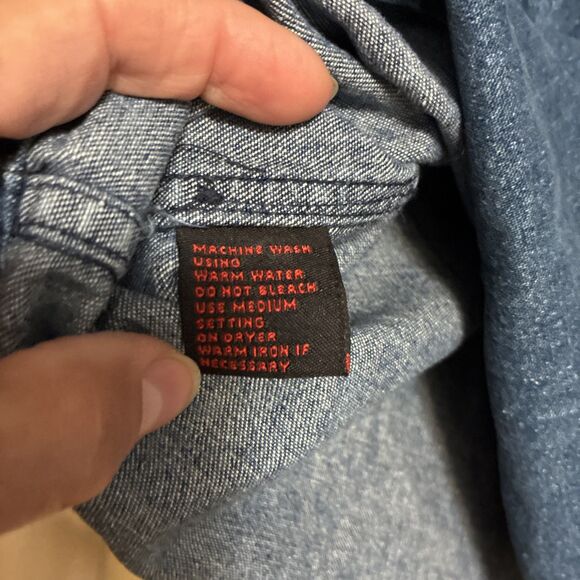 MACHINE WASH
USING
WARM WATER
DO NOT BLEACH
USE MEDIUM
SETTING
ON DRYER
WARM IRON IF
NECESSARY